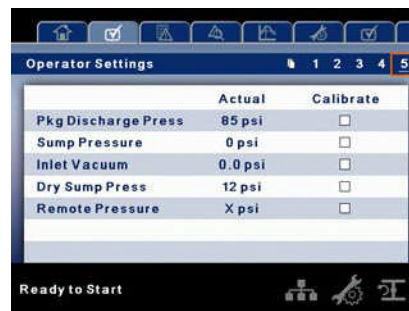 Operator Settings 1 2 3 4 5
Actual Calibrate
Pkg Discharge Press 85 psi
Sump Pressure 0 psi
Inlet Vacuum 0.0 psi
Dry Sump Press 12 psi
Remote Pressure X psi
Ready to Start